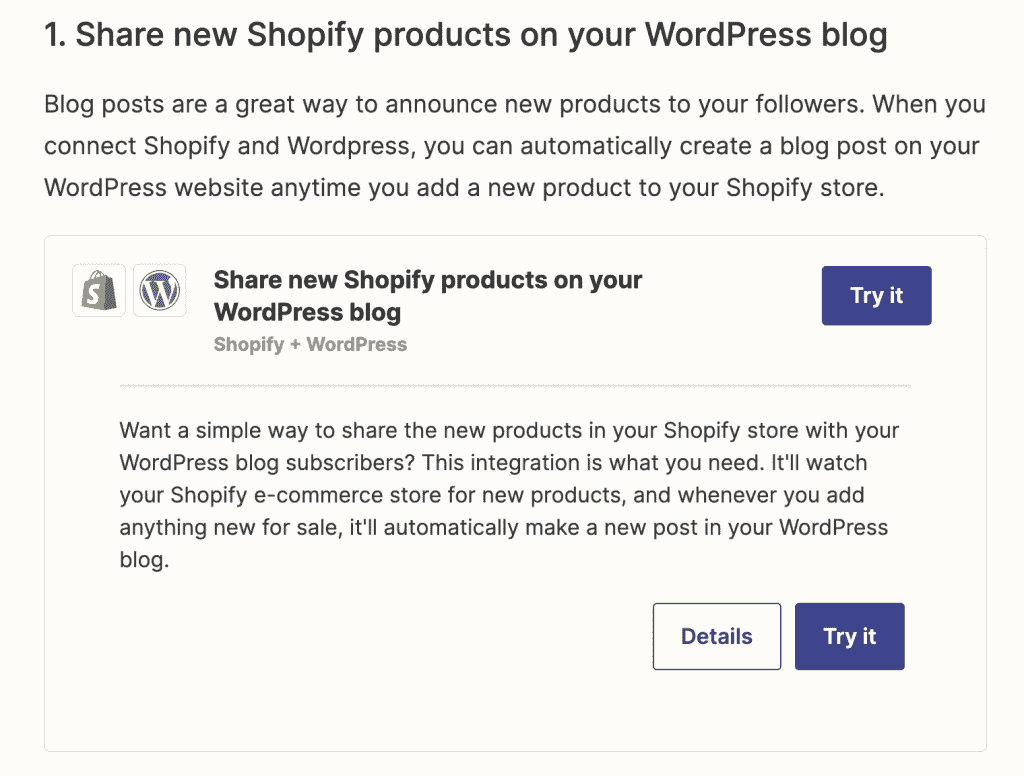 1. Share new Shopify products on your WordPress blog
Blog posts are a great way to announce new products to your followers. When you
connect Shopify and Wordpress, you can automatically create a blog post on your
WordPress website anytime you add a new product to your Shopify store.
Share new Shopify products on your
WordPress blog
Shopify + WordPress
Try it
Want a simple way to share the new products in your Shopify store with your
WordPress blog subscribers? This integration is what you need. It'll watch
your Shopify e-commerce store for new products, and whenever you add
anything new for sale, it'll automatically make a new post in your WordPress
blog.
Details
Try it